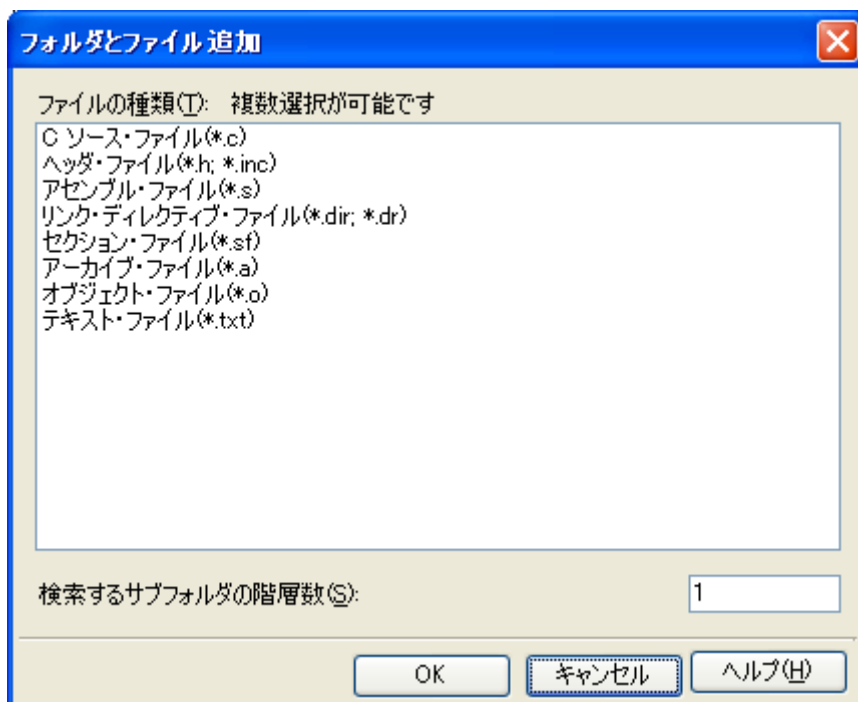 フォルダとファイル追加
ファイルの種類(T): 複数選択が可能です
C ソース・ファイル(*.c)
ヘッダ・ファイル(*.h; *.inc)
アセンブル・ファイル(*.s)
リンク・ディレクティブ・ファイル(*.dir; *.dr)
セクション・ファイル(*.sf)
アーカイブ・ファイル(*.a)
オブジェクト・ファイル(*.o)
テキスト・ファイル(*.txt)
検索するサブフォルダの階層数(S): 1
OK キャンセル ヘルプ(H)